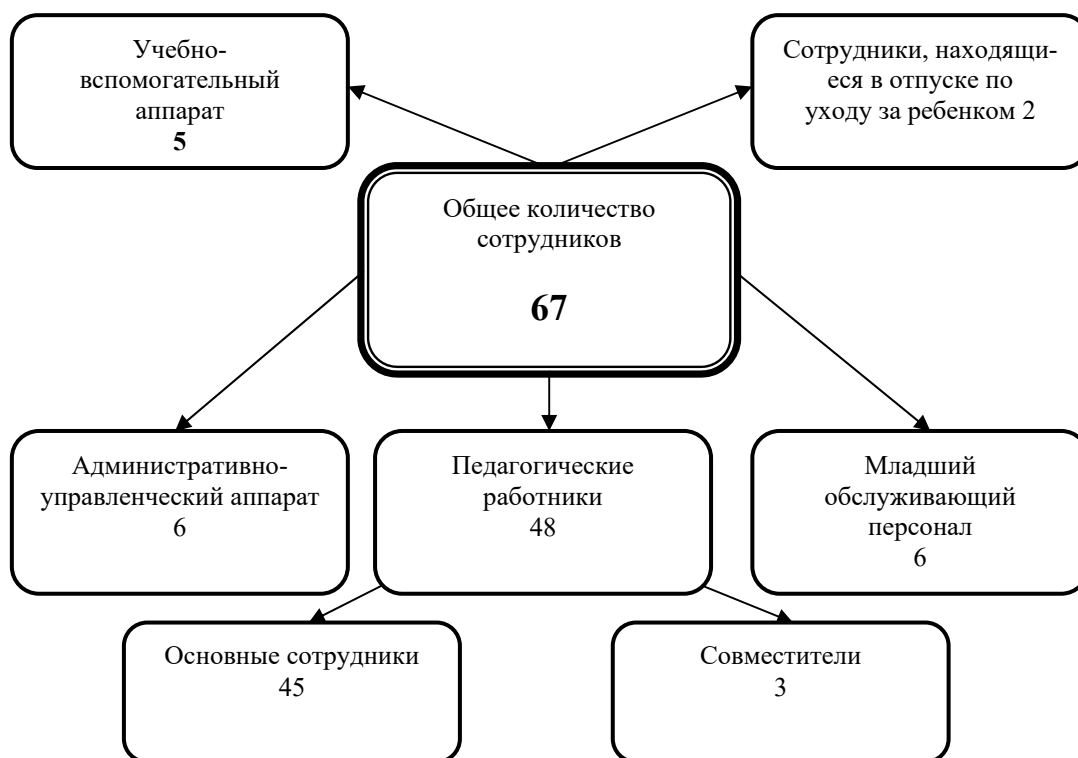 Учебно-
вспомогательный
аппарат
5
Сотрудники, находящи-
еся в отпуске по
уходу за ребенком 2
Общее количество
сотрудников
67
Административно-
управленческий аппарат
6
Педагогические
работники
48
Младший
обслуживающий
персонал
6
Основные сотрудники
45
Совместители
3